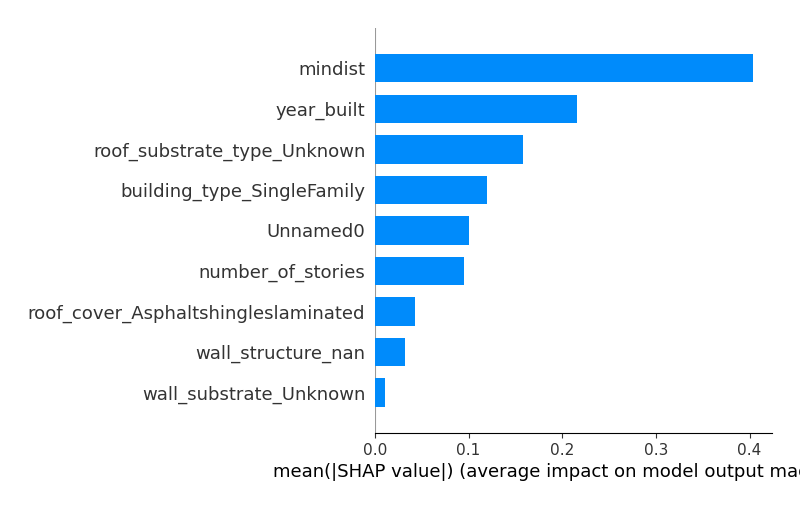 mindist
year_built
roof_substrate_type_Unknown
building_type_SingleFamily
Unnamed0
number_of_stories
roof_cover_Asphaltshingleslaminated
wall_structure_nan
wall_substrate_Unknown
0.0 0.1 0.2 0.3 0.4
mean(|SHAP value|) (average impact on model output